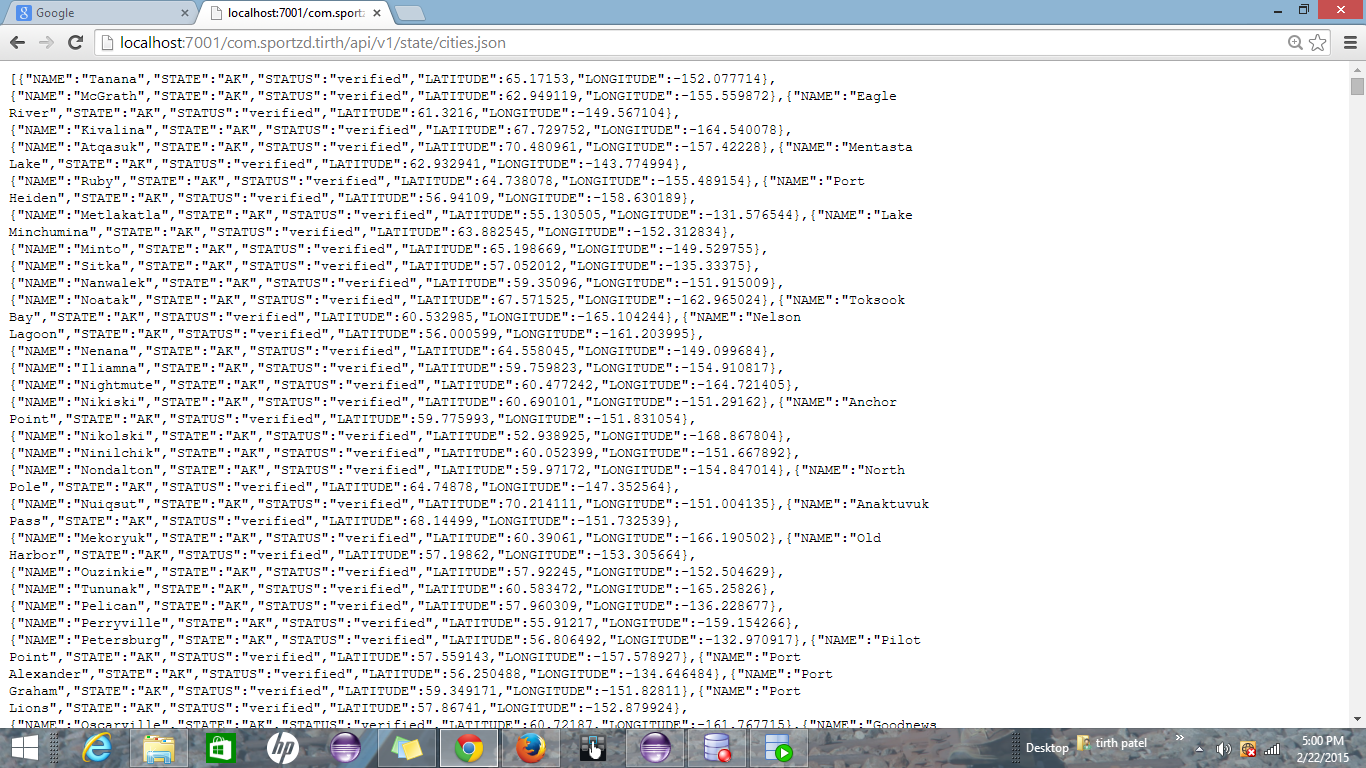 Google
localhost:7001/com.sportz
localhost:7001/com.sportzd.tirth/api/v1/state/cities.json
[{"NAME":"Tanana","STATE":"AK","STATUS":"verified","LATITUDE":65.17153,"LONGITUDE":-152.077714},
{"NAME":"McGrath","STATE":"AK","STATUS":"verified","LATITUDE":62.949119,"LONGITUDE":-155.559872},{"NAME":"Eagle
River","STATE":"AK","STATUS":"verified","LATITUDE":61.3216,"LONGITUDE":-149.567104},
{"NAME":"Kivalina","STATE":"AK","STATUS":"verified","LATITUDE":67.729752,"LONGITUDE":-164.540078},
{"NAME":"Atqasuk","STATE":"AK","STATUS":"verified","LATITUDE":70.480961,"LONGITUDE":-157.42228},{"NAME":"Mentasta
Lake","STATE":"AK","STATUS":"verified","LATITUDE":62.932941,"LONGITUDE":-143.774994},
{"NAME":"Ruby","STATE":"AK","STATUS":"verified","LATITUDE":64.738078,"LONGITUDE":-155.489154},{"NAME":"Port
Heiden","STATE":"AK","STATUS":"verified","LATITUDE":56.94109,"LONGITUDE":-158.630189},
{"NAME":"Metlakatla","STATE":"AK","STATUS":"verified","LATITUDE":55.130505,"LONGITUDE":-131.576544},{"NAME":"Lake
Minchumina","STATE":"AK","STATUS":"verified","LATITUDE":63.882545,"LONGITUDE":-152.312834},
{"NAME":"Minto","STATE":"AK","STATUS":"verified","LATITUDE":65.198669,"LONGITUDE":-149.529755},
{"NAME":"Sitka","STATE":"AK","STATUS":"verified","LATITUDE":57.052012,"LONGITUDE":-135.33375},
{"NAME":"Nanwalek","STATE":"AK","STATUS":"verified","LATITUDE":59.35096,"LONGITUDE":-151.915009},
{"NAME":"Noatak","STATE":"AK","STATUS":"verified","LATITUDE":67.571525,"LONGITUDE":-162.965024},{"NAME":"Toksook
Bay","STATE":"AK","STATUS":"verified","LATITUDE":60.532985,"LONGITUDE":-165.104244},{"NAME":"Nelson
Lagoon","STATE":"AK","STATUS":"verified","LATITUDE":56.000599,"LONGITUDE":-161.203995},
{"NAME":"Nenana","STATE":"AK","STATUS":"verified","LATITUDE":64.558045,"LONGITUDE":-149.099684},
{"NAME":"Iliamna","STATE":"AK","STATUS":"verified","LATITUDE":59.759823,"LONGITUDE":-154.910817},
{"NAME":"Nightmute","STATE":"AK","STATUS":"verified","LATITUDE":60.477242,"LONGITUDE":-164.721405},
{"NAME":"Nikiski","STATE":"AK","STATUS":"verified","LATITUDE":60.690101,"LONGITUDE":-151.29162},{"NAME":"Anchor
Point","STATE":"AK","STATUS":"verified","LATITUDE":59.775993,"LONGITUDE":-151.831054},
{"NAME":"Nikolski","STATE":"AK","STATUS":"verified","LATITUDE":52.938925,"LONGITUDE":-168.867804},
{"NAME":"Ninilchik","STATE":"AK","STATUS":"verified","LATITUDE":60.052399,"LONGITUDE":-151.667892},
{"NAME":"Nondalton","STATE":"AK","STATUS":"verified","LATITUDE":59.97172,"LONGITUDE":-154.847014},{"NAME":"North
Pole","STATE":"AK","STATUS":"verified","LATITUDE":64.74878,"LONGITUDE":-147.352564},
{"NAME":"Nuiqsut","STATE":"AK","STATUS":"verified","LATITUDE":70.214111,"LONGITUDE":-151.004135},{"NAME":"Anaktuvuk
Pass","STATE":"AK","STATUS":"verified","LATITUDE":68.14499,"LONGITUDE":-151.732539},
{"NAME":"Mekoryuk","STATE":"AK","STATUS":"verified","LATITUDE":60.39061,"LONGITUDE":-166.190502},{"NAME":"Old
Harbor","STATE":"AK","STATUS":"verified","LATITUDE":57.19862,"LONGITUDE":-153.305664},
{"NAME":"Ouzinkie","STATE":"AK","STATUS":"verified","LATITUDE":57.92245,"LONGITUDE":-152.504629},
{"NAME":"Tununak","STATE":"AK","STATUS":"verified","LATITUDE":60.583472,"LONGITUDE":-165.25826},
{"NAME":"Pelican","STATE":"AK","STATUS":"verified","LATITUDE":57.960309,"LONGITUDE":-136.228677},
{"NAME":"Perryville","STATE":"AK","STATUS":"verified","LATITUDE":55.91217,"LONGITUDE":-159.154266},
{"NAME":"Petersburg","STATE":"AK","STATUS":"verified","LATITUDE":56.806492,"LONGITUDE":-132.970917},{"NAME":"Pilot
Point","STATE":"AK","STATUS":"verified","LATITUDE":57.559143,"LONGITUDE":-157.578927},{"NAME":"Port
Alexander","STATE":"AK","STATUS":"verified","LATITUDE":56.250488,"LONGITUDE":-134.646484},{"NAME":"Port
Graham","STATE":"AK","STATUS":"verified","LATITUDE":59.349171,"LONGITUDE":-151.82811},{"NAME":"Port
Lions","STATE":"AK","STATUS":"verified","LATITUDE":57.86741,"LONGITUDE":-152.879924},
{"NAME":"Oscarville","STATE":"AK","STATUS":"verified","LATITUDE":60.72187,"LONGITUDE":-161.767715},{"NAME":"Goodnews
hp
Desktop
tirth patel
5:00 PM
2/22/2015